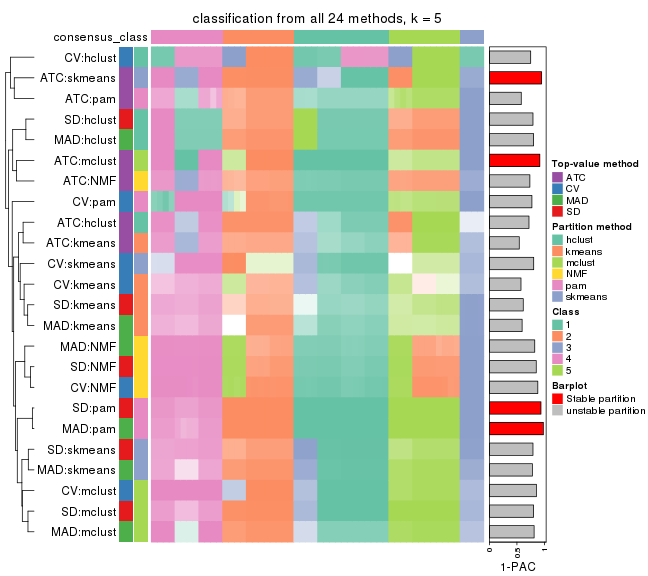 classification from all 24 methods, k = 5
consensus_class
CV:hclust
ATC:skmeans
ATC:pam
SD:hclust
MAD:hclust
ATC:mclust
ATC:NMF
CV:pam
ATC:hclust
ATC:kmeans
CV:skmeans
CV:kmeans
SD:kmeans
MAD:kmeans
MAD:NMF
SD:NMF
CV:NMF
SD:pam
MAD:pam
SD:skmeans
MAD:skmeans
CV:mclust
SD:mclust
MAD:mclust
0
0.5
1
1-PAC
Top-value method
ATC
CV
MAD
SD
Partition method
hclust
kmeans
mclust
NMF
pam
skmeans
Class
1
2
3
4
5
Barplot
Stable partition
unstable partition